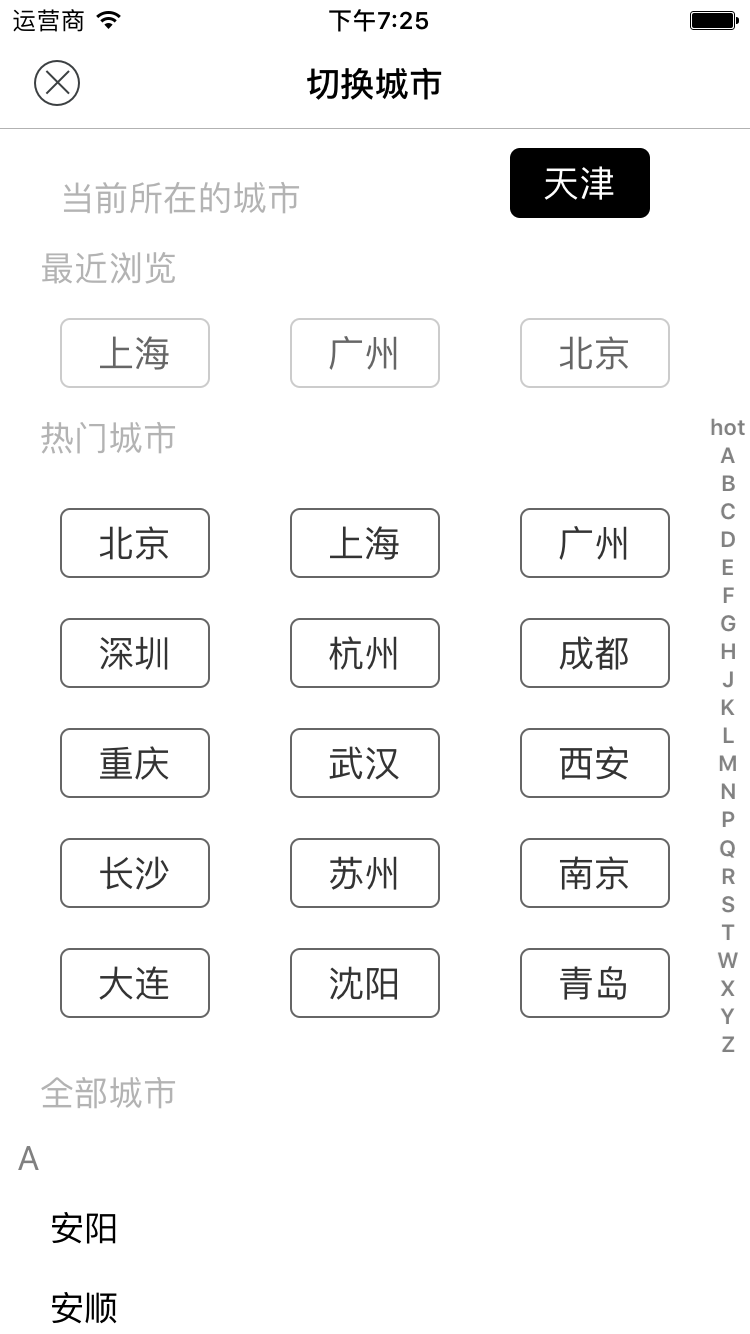 运营商 下午7:25
切换城市
当前所在的城市 天津
最近浏览
上海 广州 北京
热门城市
北京 上海 广州
深圳 杭州 成都
重庆 武汉 西安
长沙 苏州 南京
大连 沈阳 青岛
全部城市
A
安阳
安顺
hot
A
B
C
D
E
F
G
H
J
K
L
M
N
P
Q
R
S
T
W
X
Y
Z